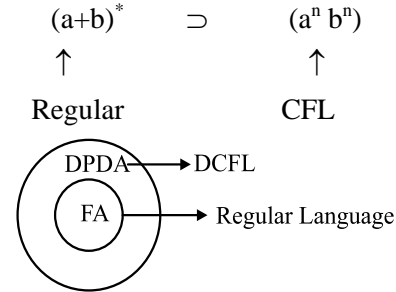 (a+b)* ⊃ (aⁿ bⁿ)
↑ ↑
Regular CFL
DPDA → DCFL
FA → Regular Language